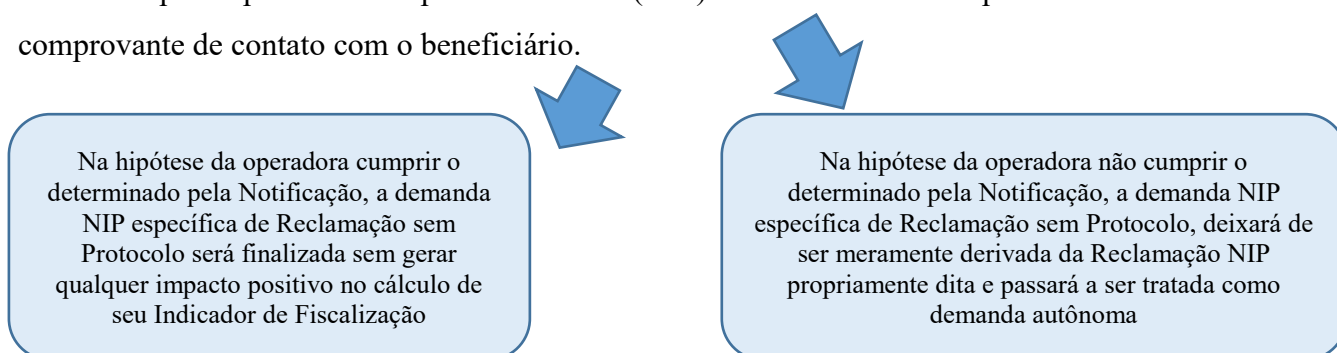 comprovante de contato com o beneficiário.
Na hipótese da operadora cumprir o
determinado pela Notificação, a demanda
NIP específica de Reclamação sem
Protocolo será finalizada sem gerar
qualquer impacto positivo no cálculo de
seu Indicador de Fiscalização
Na hipótese da operadora não cumprir o
determinado pela Notificação, a demanda NIP
específica de Reclamação sem Protocolo, deixará de
ser meramente derivada da Reclamação NIP
propriamente dita e passará a ser tratada como
demanda autônoma